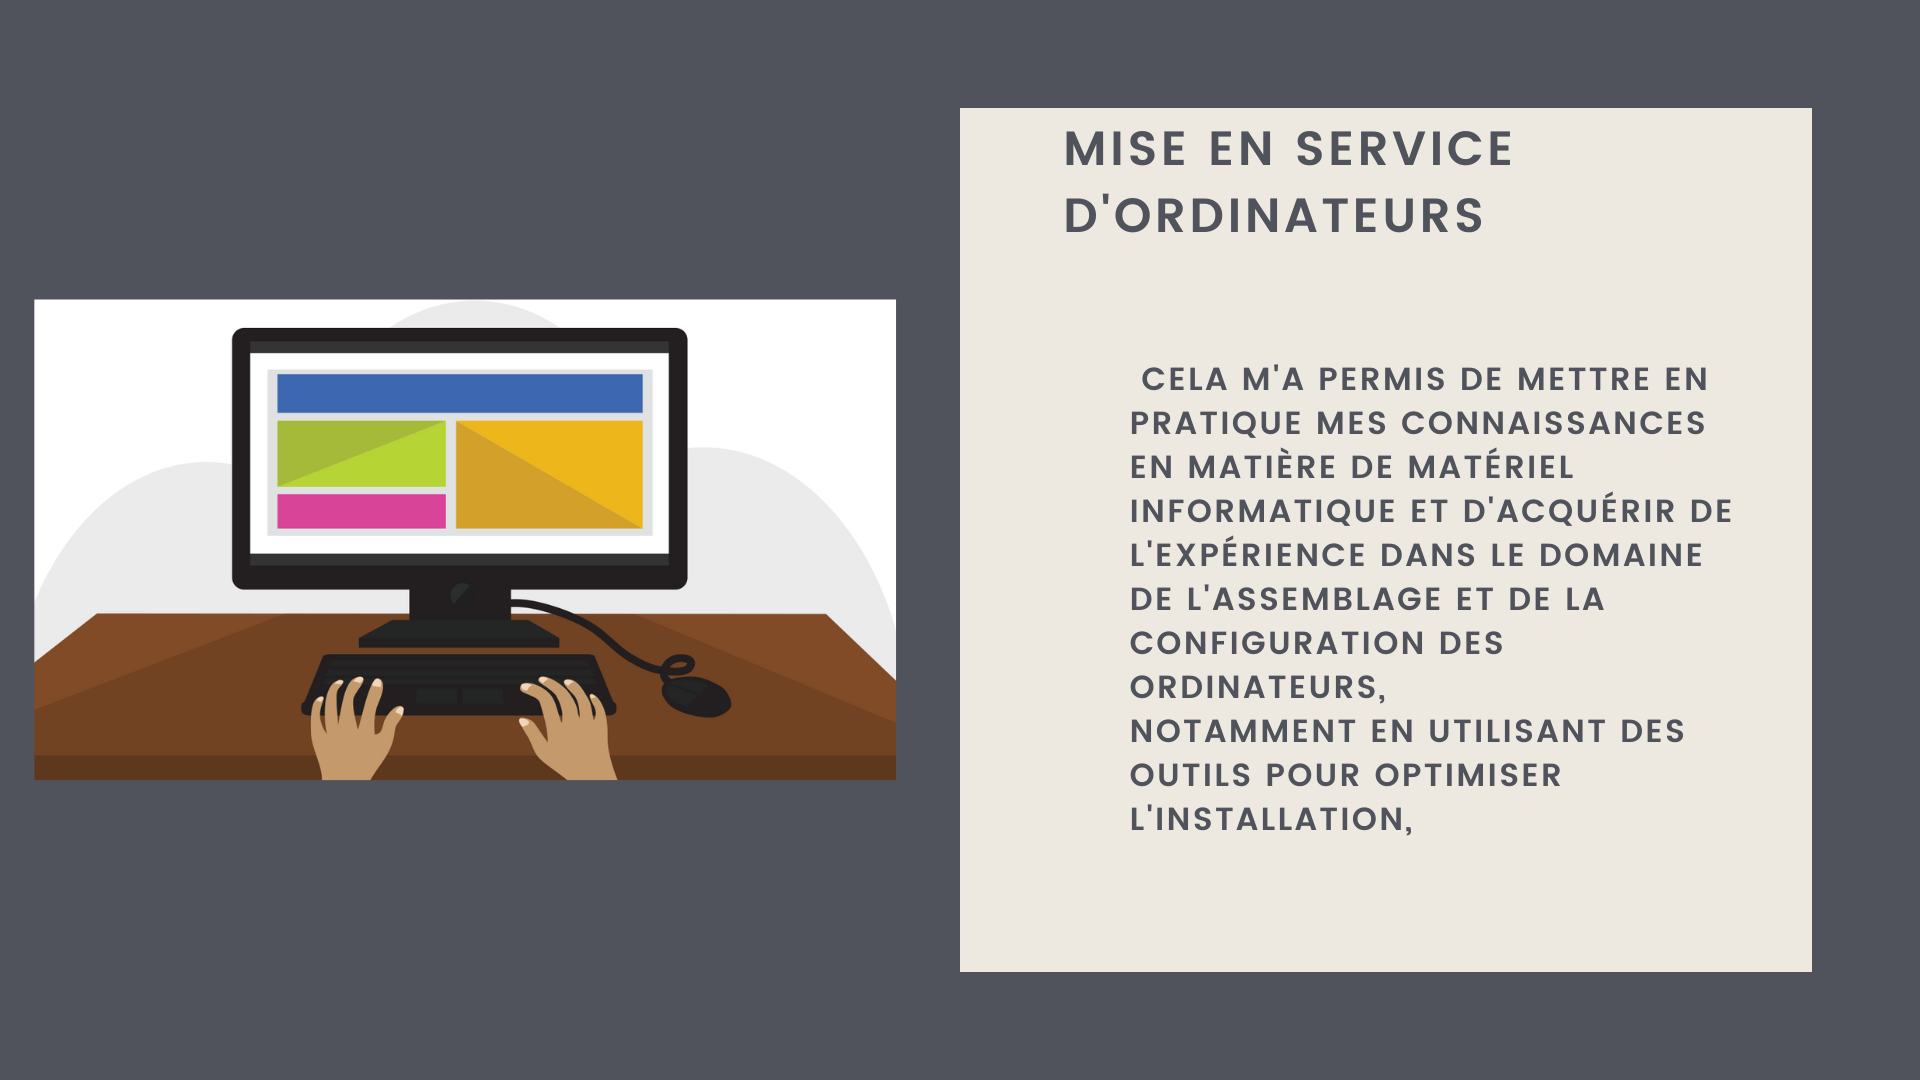 MISE EN SERVICE
D'ORDINATEURS
CELA M'A PERMIS DE METTRE EN
PRATIQUE MES CONNAISSANCES
EN MATIÈRE DE MATÉRIEL
INFORMATIQUE ET D'ACQUÉRIR DE
L'EXPÉRIENCE DANS LE DOMAINE
DE L'ASSEMBLAGE ET DE LA
CONFIGURATION DES
ORDINATEURS,
NOTAMMENT EN UTILISANT DES
OUTILS POUR OPTIMISER
L'INSTALLATION,